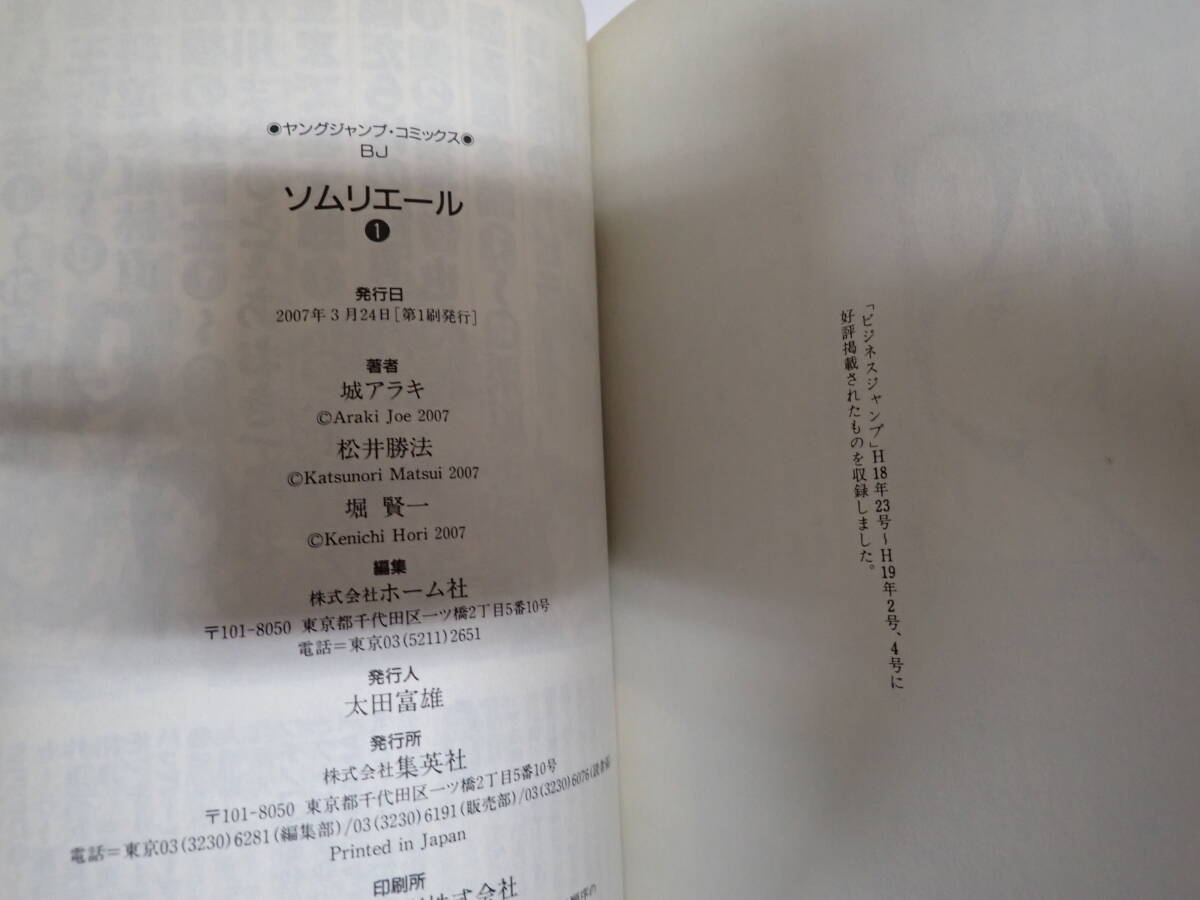 ◉ヤングジャンプ・コミックス◉
BJ
ソムリエール
❶
発行日
2007年3月24日[第1刷発行]
著者
城アラキ
©Araki Joe 2007
松井勝法
©Katsunori Matsui 2007
堀 賢一
©Kenichi Hori 2007
編集
株式会社ホーム社
〒101-8050 東京都千代田区一ツ橋2丁目5番10号
電話=東京03(5211)2651
発行人
太田富雄
発行所
株式会社集英社
〒101-8050 東京都千代田区一ツ橋2丁目5番10号
電話=東京03(3230)6281(編集部)/03(3230)6191(販売部)/03(3230)6076(読者係)
Printed in Japan
印刷所
株式会社
「ビジネスジャンプ」H18年23号~H19年2号、4号に
好評掲載されたものを収録しました。